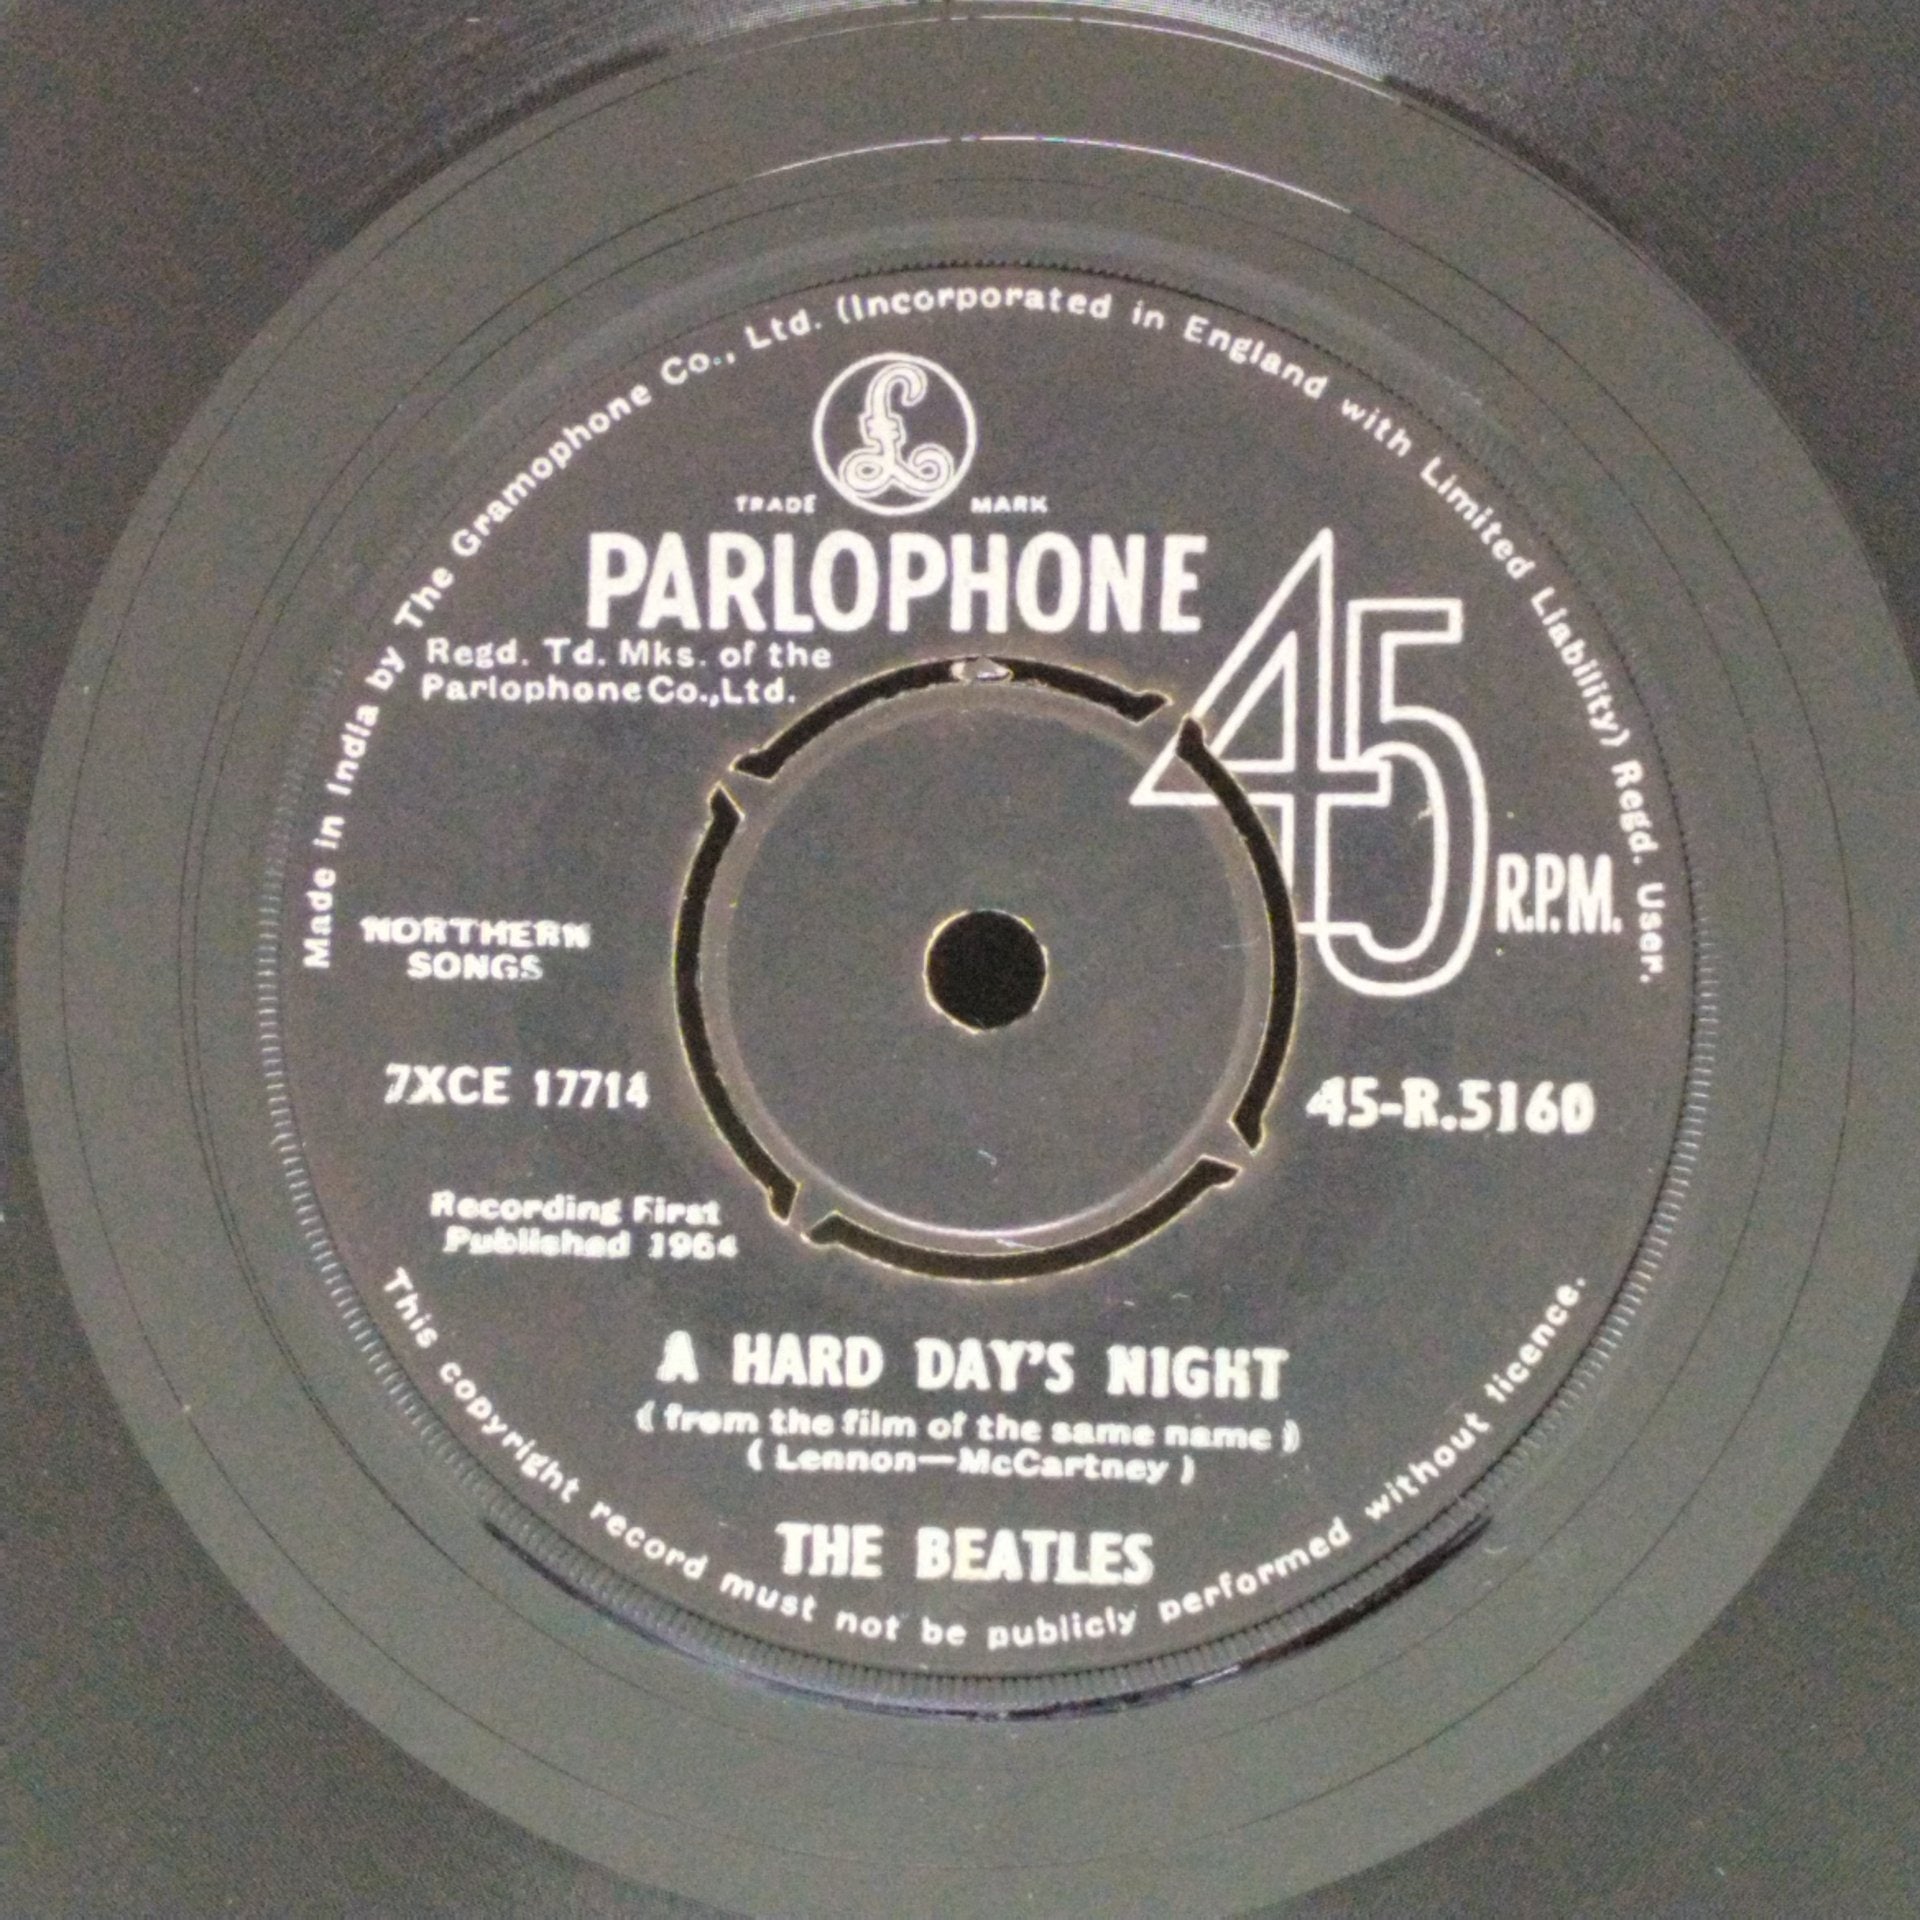 Made in India by The Gramophone Co., Ltd. (Incorporated in England with Limited Liability) Regd. User.
TRADE MARK
PARLOPHONE
Regd. Td. Mks. of the
Parlophone Co., Ltd.
45 R.P.M.
NORTHERN
SONGS
7XCE 17714
45-R.5160
Recording First
Published 1964
A HARD DAY'S NIGHT
(from the film of the same name)
(Lennon—McCartney)
THE BEATLES
This copyright record must not be publicly performed without licence.